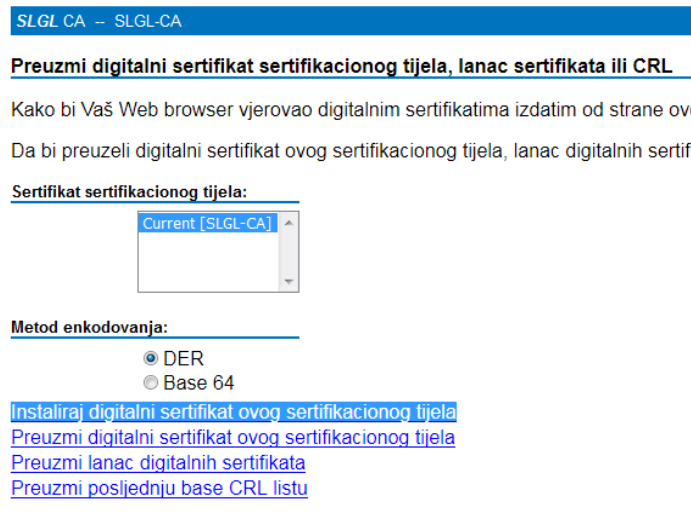 SLGL CA -- SLGL-CA
Preuzmi digitalni sertifikat sertifikacionog tijela, lanac sertifikata ili CRL
Kako bi Vaš Web browser vjerovao digitalnim sertifikatima izdatim od strane
Da bi preuzeli digitalni sertifikat ovog sertifikacionog tijela, lanac digitalnih
Sertifikat sertifikacionog tijela:
Current [SLGL-CA]
Metod enkodovanja:
DER
Base 64
Instaliraj digitalni sertifikat ovog sertifikacionog tijela
Preuzmi digitalni sertifikat ovog sertifikacionog tijela
Preuzmi lanac digitalnih sertifikata
Preuzmi posljednju base CRL listu